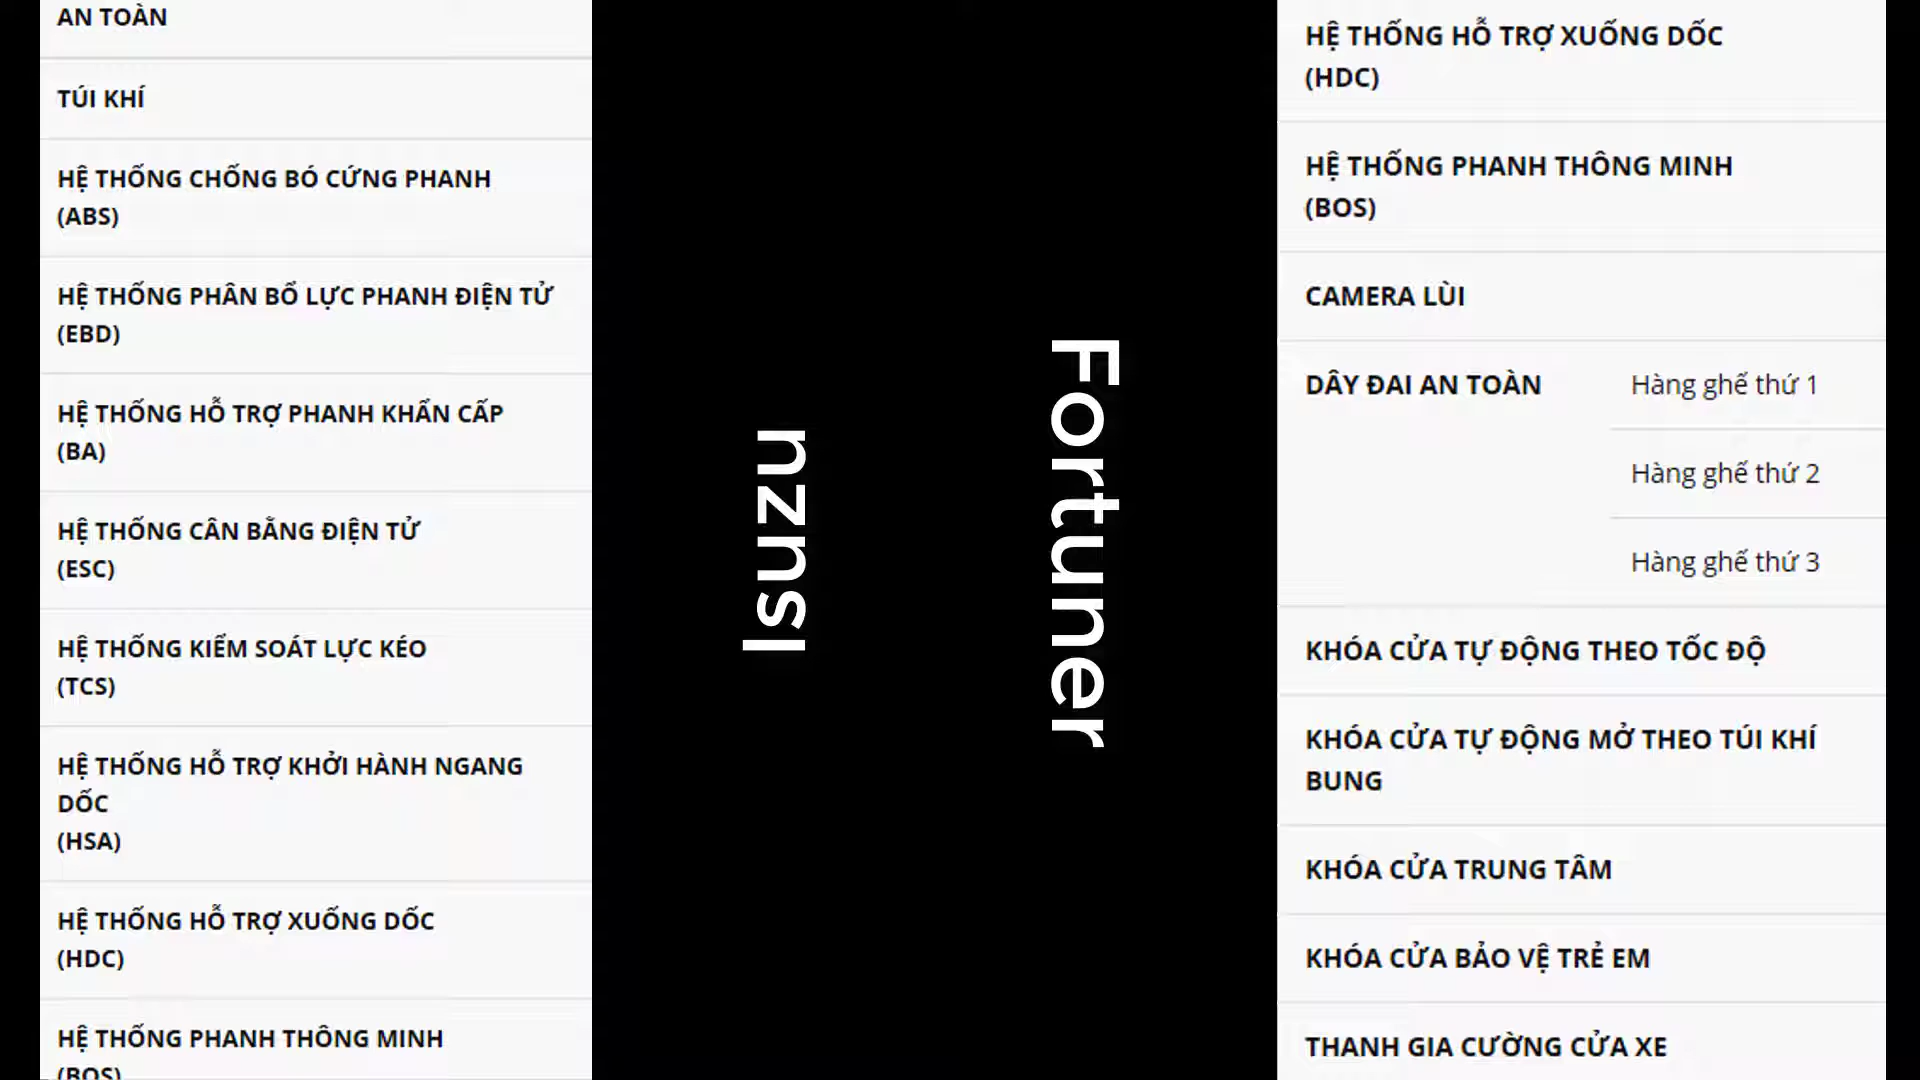 AN TOÀN
TÚI KHÍ
HỆ THỐNG CHỐNG BÓ CỨNG PHANH
(ABS)
HỆ THỐNG PHÂN BỔ LỰC PHANH ĐIỆN TỬ
(EBD)
HỆ THỐNG HỖ TRỢ PHANH KHẨN CẤP
(BA)
HỆ THỐNG CÂN BẰNG ĐIỆN TỬ
(ESC)
HỆ THỐNG KIỂM SOÁT LỰC KÉO
(TCS)
HỆ THỐNG HỖ TRỢ KHỞI HÀNH NGANG
DỐC
(HSA)
HỆ THỐNG HỖ TRỢ XUỐNG DỐC
(HDC)
HỆ THỐNG PHANH THÔNG MINH
(BOS)
Isuzu
Fortuner
HỆ THỐNG HỖ TRỢ XUỐNG DỐC
(HDC)
HỆ THỐNG PHANH THÔNG MINH
(BOS)
CAMERA LÙI
DÂY ĐAI AN TOÀN Hàng ghế thứ 1
Hàng ghế thứ 2
Hàng ghế thứ 3
KHÓA CỬA TỰ ĐỘNG THEO TỐC ĐỘ
KHÓA CỬA TỰ ĐỘNG MỞ THEO TÚI KHÍ
BUNG
KHÓA CỬA TRUNG TÂM
KHÓA CỬA BẢO VỆ TRẺ EM
THANH GIA CƯỜNG CỬA XE